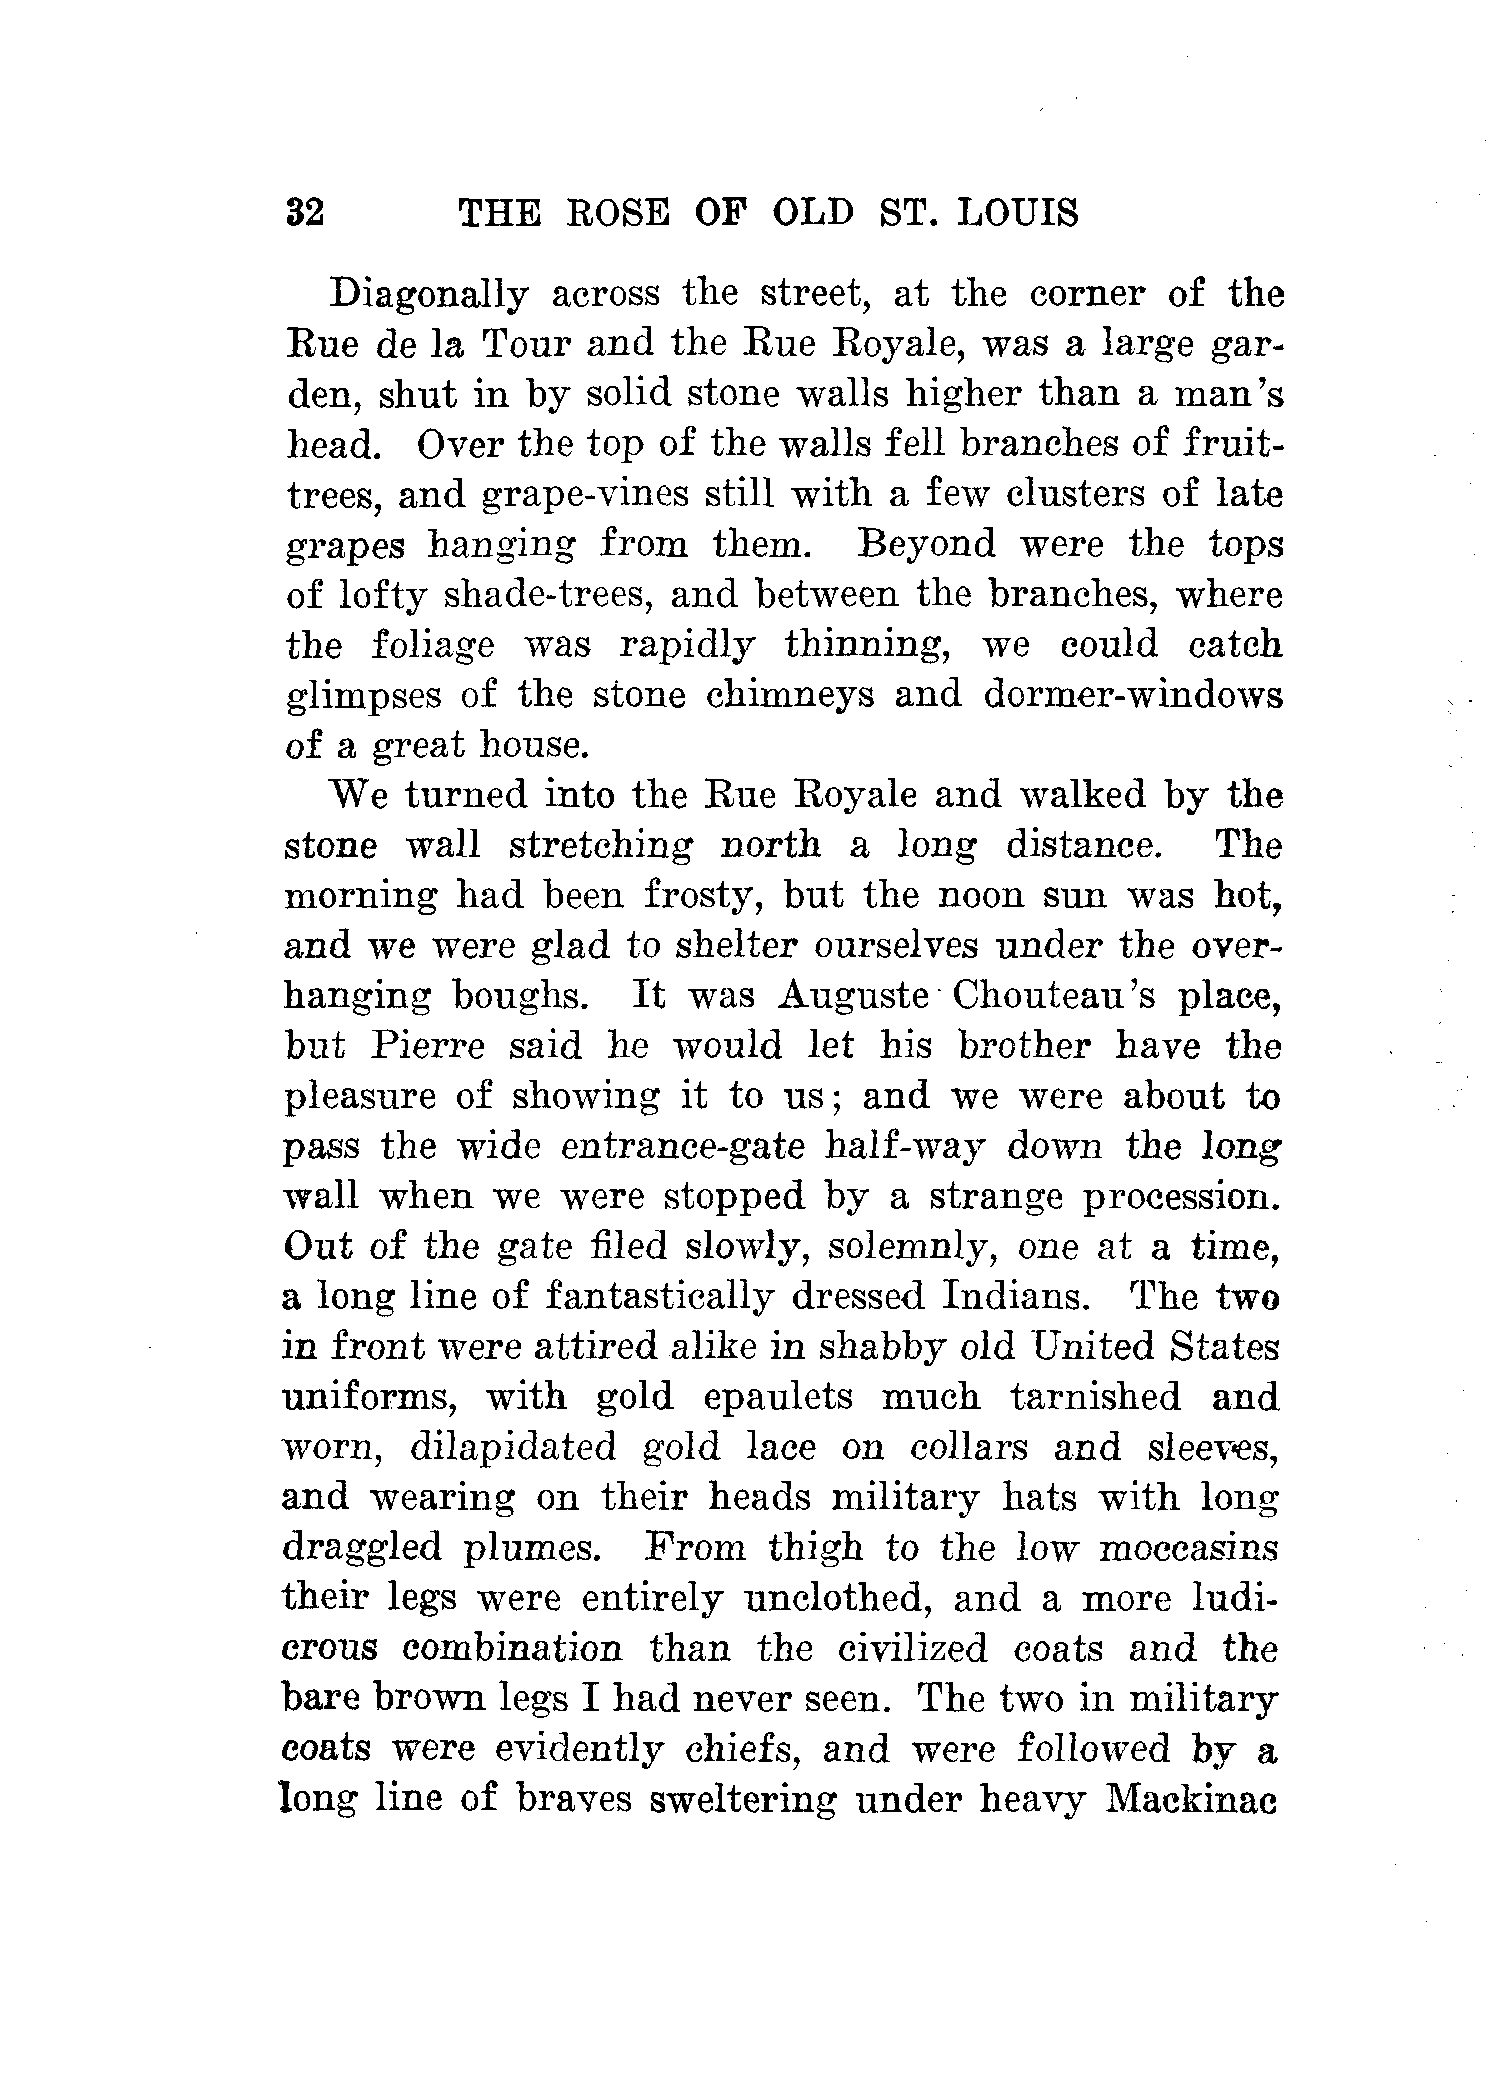 32 THE ROSE OF OLD ST. LOUIS
Diagonally across the street, at the corner of the
Rue de la Tour and the Rue Royale, was a large gar-
den, shut in by solid stone walls higher than a man's
head. Over the top of the walls fell branches of fruit-
trees, and grape-vines still with a few clusters of late
grapes hanging from them. Beyond were the tops
of lofty shade-trees, and between the branches, where
the foliage was rapidly thinning, we could catch
glimpses of the stone chimneys and dormer-windows
of a great house.
We turned into the Rue Royale and walked by the
stone wall stretching north a long distance. The
morning had been frosty, but the noon sun was hot,
and we were glad to shelter ourselves under the over-
hanging boughs. It was Auguste Chouteau's place,
but Pierre said he would let his brother have the
pleasure of showing it to us; and we were about to
pass the wide entrance-gate half-way down the long
wall when we were stopped by a strange procession.
Out of the gate filed slowly, solemnly, one at a time,
a long line of fantastically dressed Indians. The two
in front were attired alike in shabby old United States
uniforms, with gold epaulets much tarnished and
worn, dilapidated gold lace on collars and sleeves,
and wearing on their heads military hats with long
draggled plumes. From thigh to the low moccasins
their legs were entirely unclothed, and a more ludi-
crous combination than the civilized coats and the
bare brown legs I had never seen. The two in military
coats were evidently chiefs, and were followed by a
long line of braves sweltering under heavy Mackinac